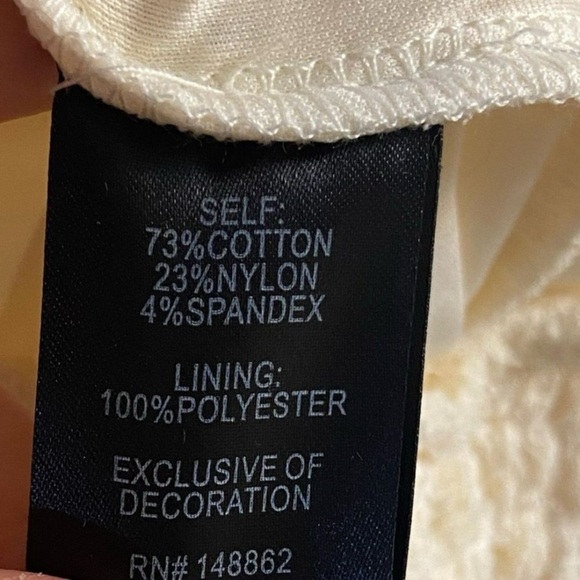 SELF:
73%COTTON
23%NYLON
4%SPANDEX
LINING:
100%POLYESTER
EXCLUSIVE OF
DECORATION
RN# 148862